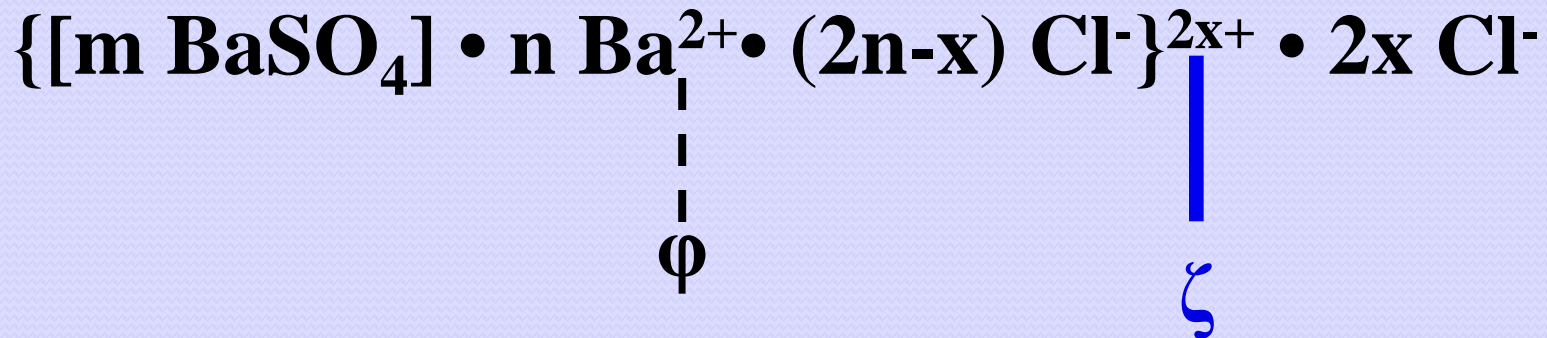 {[m BaSO₄] • n Ba²⁺• (2n-x) Cl⁻}²ˣ⁺ • 2x Cl⁻
φ
ζ